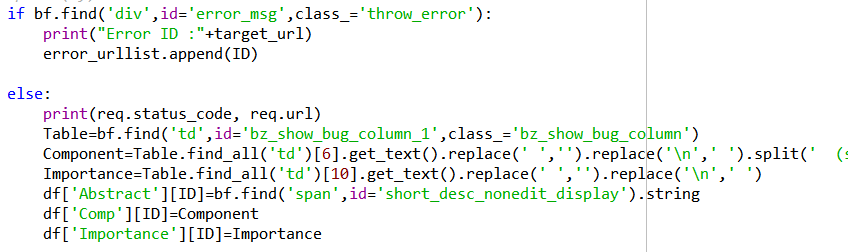 if bf.find('div',id='error_msg',class_='throw_error'):
    print("Error ID :"+target_url)
    error_urllist.append(ID)

else:
    print(req.status_code, req.url)
    Table=bf.find('td',id='bz_show_bug_column_1',class_='bz_show_bug_column')
    Component=Table.find_all('td')[6].get_text().replace(' ','').replace('\n',' ').split('  (s
    Importance=Table.find_all('td')[10].get_text().replace(' ','').replace('\n',' ')
    df['Abstract'][ID]=bf.find('span',id='short_desc_nonedit_display').string
    df['Comp'][ID]=Component
    df['Importance'][ID]=Importance